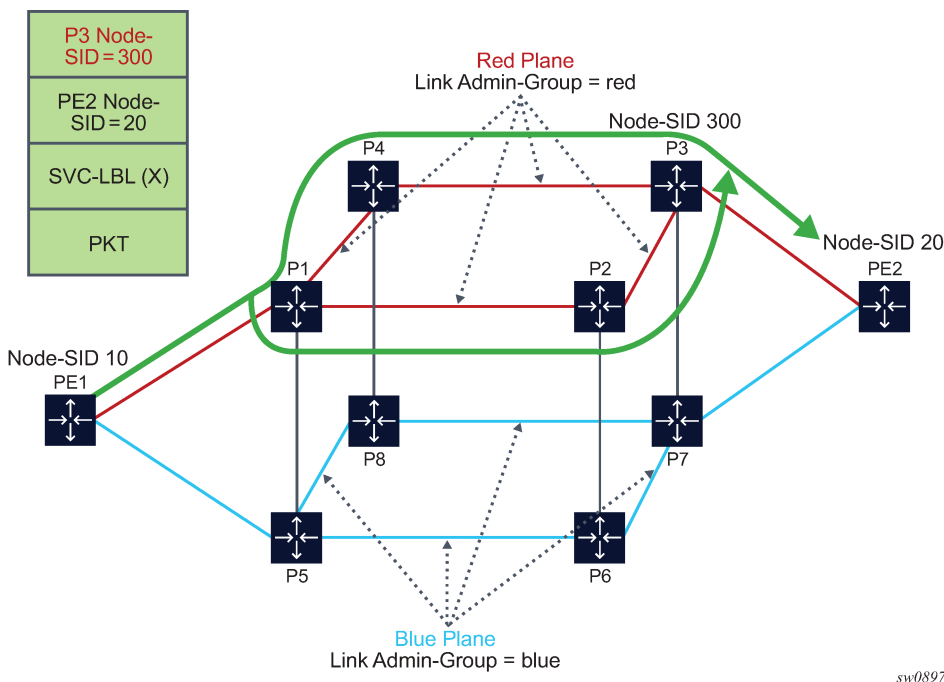 P3 Node-
SID = 300
PE2 Node-
SID = 20
SVC-LBL (X)
PKT
Red Plane
Link Admin-Group = red
Node-SID 300
P4
P3
Node-SID 20
PE2
P1
P2
Node-SID 10
PE1
P8
P7
P5
P6
Blue Plane
Link Admin-Group = blue
sw0897